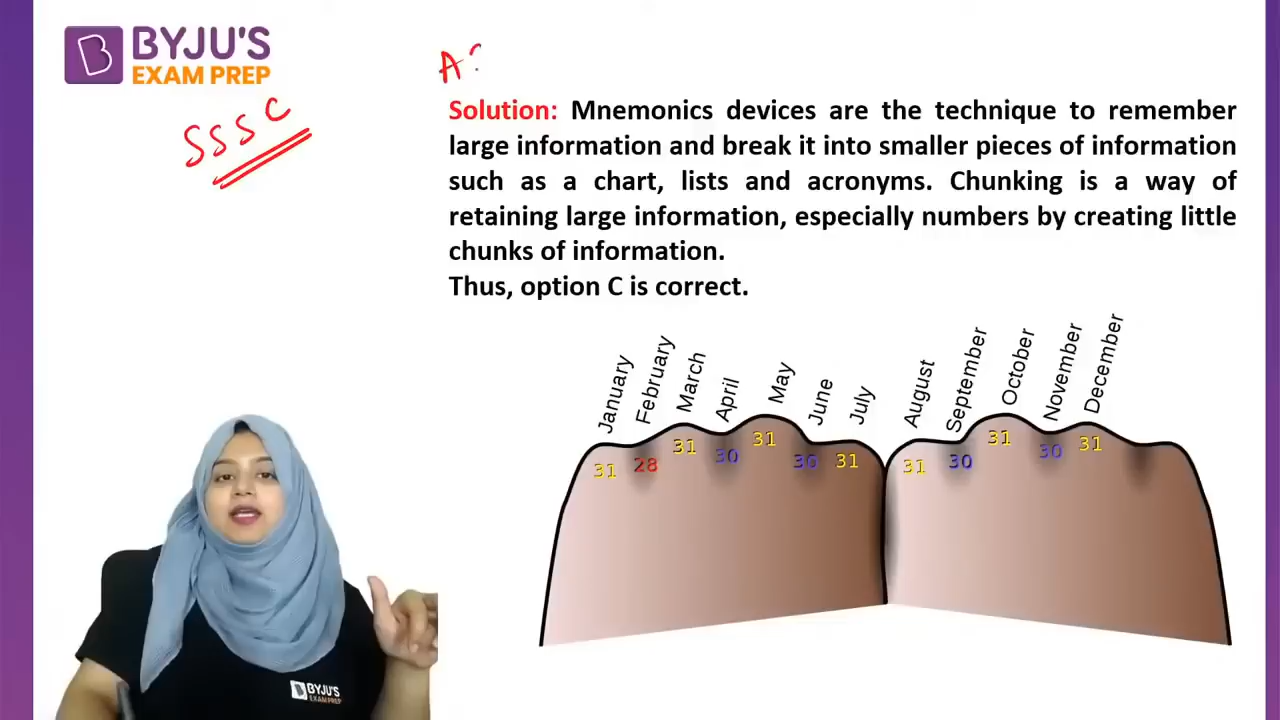 BYJU'S
EXAM PREP
SSSC
A
Solution: Mnemonics devices are the technique to remember
large information and break it into smaller pieces of information
such as a chart, lists and acronyms. Chunking is a way of
retaining large information, especially numbers by creating little
chunks of information.
Thus, option C is correct.
January February March April May June July August September October November December
31 28 31 30 31 30 31 31 30 31 30 31
BYJU'S
EXAM PREP